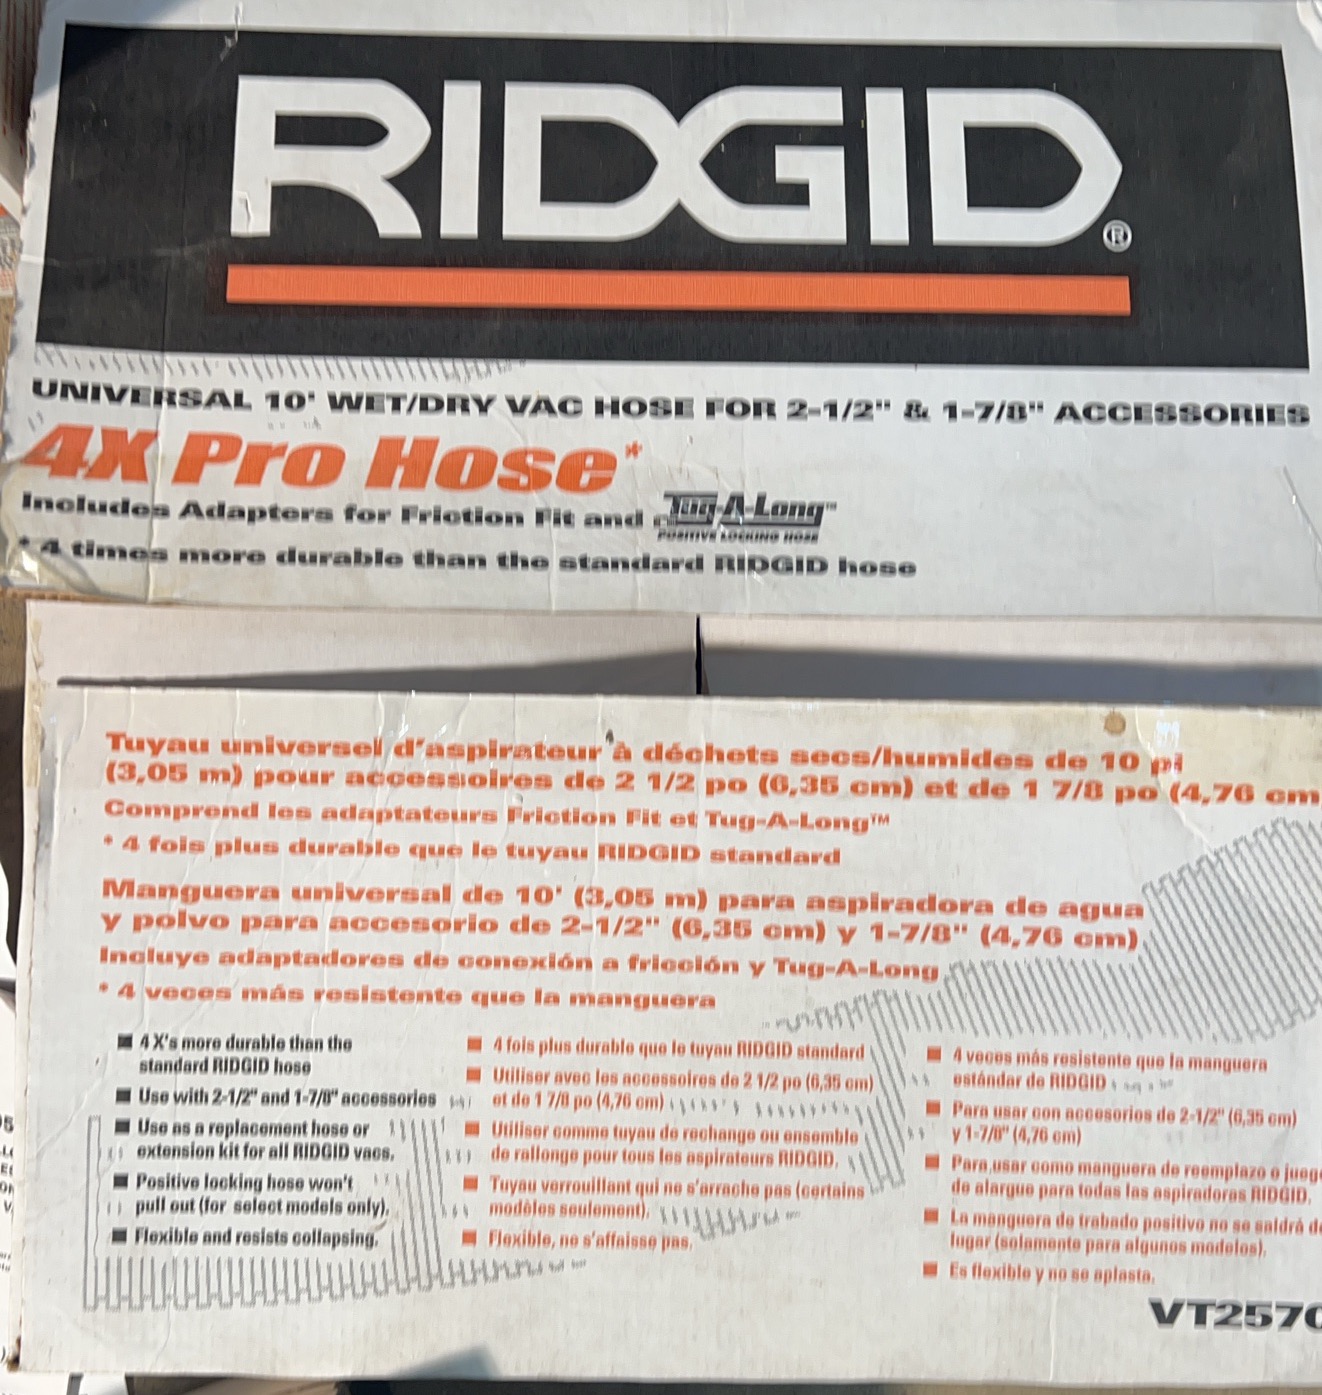 RIDGID®
UNIVERSAL 10' WET/DRY VAC HOSE FOR 2-1/2" & 1-7/8" ACCESSORIES
4X Pro Hose*
Includes Adapters for Friction Fit and Tug-A-Long™
POSITIVE LOCKING HOSE
* 4 times more durable than the standard RIDGID hose
Tuyau universel d'aspirateur à déchets secs/humides de 10 pi
(3,05 m) pour accessoires de 2 1/2 po (6,35 cm) et de 1 7/8 po (4,76 cm
Comprend les adaptateurs Friction Fit et Tug-A-Long™
* 4 fois plus durable que le tuyau RIDGID standard
Manguera universal de 10' (3,05 m) para aspiradora de agua
y polvo para accesorio de 2-1/2" (6,35 cm) y 1-7/8" (4,76 cm)
Incluye adaptadores de conexión a fricción y Tug-A-Long
* 4 veces más resistente que la manguera
■ 4 X's more durable than the
standard RIDGID hose
■ Use with 2-1/2" and 1-7/8" accessories
■ Use as a replacement hose or
extension kit for all RIDGID vacs.
■ Positive locking hose won't
pull out (for select models only).
■ Flexible and resists collapsing.
■ 4 fois plus durable que le tuyau RIDGID standard
■ Utiliser avec les accessoires de 2 1/2 po (6,35 cm)
et de 1 7/8 po (4,76 cm)
■ Utiliser comme tuyau de rechange ou ensemble
de rallonge pour tous les aspirateurs RIDGID.
■ Tuyau verrouillant qui ne s'arrache pas (certains
modèles seulement).
■ Flexible, ne s'affaisse pas.
■ 4 veces más resistente que la manguera
estándar de RIDGID
■ Para usar con accesorios de 2-1/2" (6,35 cm)
y 1-7/8" (4,76 cm)
■ Para usar como manguera de reemplazo o jueg
de alargue para todas las aspiradoras RIDGID.
■ La manguera de trabado positivo no se saldrá d
lugar (solamente para algunos modelos).
■ Es flexible y no se aplasta.
VT2570